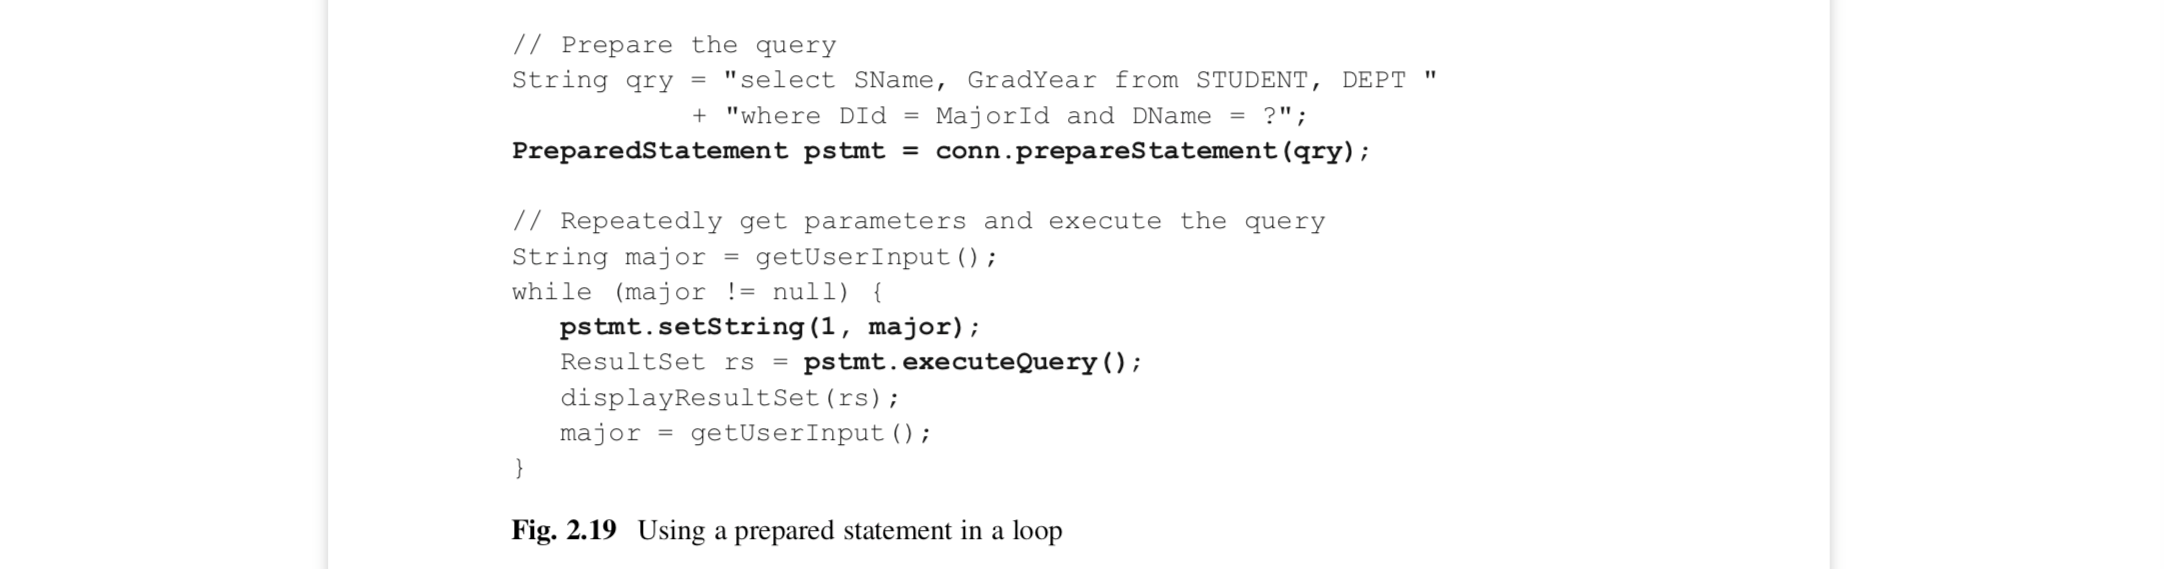 // Prepare the query
String qry = "select SName, GradYear from STUDENT, DEPT "
+ "where DId = MajorId and DName = ?";
PreparedStatement pstmt = conn.prepareStatement(qry);
// Repeatedly get parameters and execute the query
String major = getUserInput();
while (major != null) {
pstmt.setString(1, major);
ResultSet rs = pstmt.executeQuery();
displayResultSet(rs);
major = getUserInput();
}
Fig. 2.19 Using a prepared statement in a loop